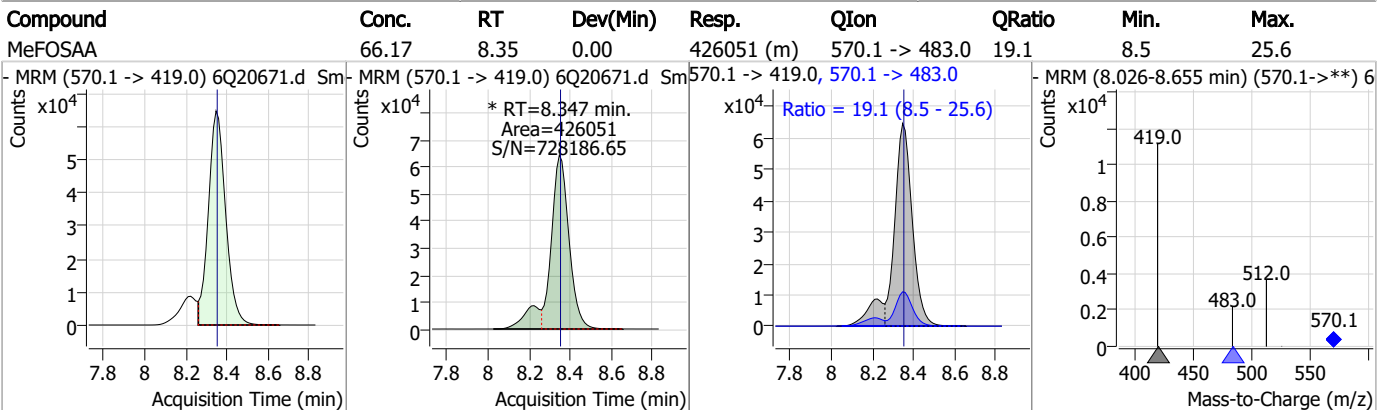 Compound Conc. RT Dev(Min) Resp. QIon QRatio Min. Max.
MeFOSAA 66.17 8.35 0.00 426051 (m) 570.1 -> 483.0 19.1 8.5 25.6
- MRM (570.1 -> 419.0) 6Q20671.d Sm
Counts
x10⁴
5
4
3
2
1
0
7.8 8 8.2 8.4 8.6 8.8
Acquisition Time (min)
- MRM (570.1 -> 419.0) 6Q20671.d Sm
Counts
x10⁴
* RT=8.347 min.
Area=426051
S/N=728186.65
7
6
5
4
3
2
1
0
7.8 8 8.2 8.4 8.6 8.8
Acquisition Time (min)
570.1 -> 419.0, 570.1 -> 483.0
Counts
x10⁴
Ratio = 19.1 (8.5 - 25.6)
6
5
4
3
2
1
0
7.8 8 8.2 8.4 8.6 8.8
Acquisition Time (min)
- MRM (8.026-8.655 min) (570.1->**) 6
Counts
x10⁴
419.0
1
0.8
0.6
512.0
0.4
483.0
0.2
570.1
0
400 450 500 550
Mass-to-Charge (m/z)